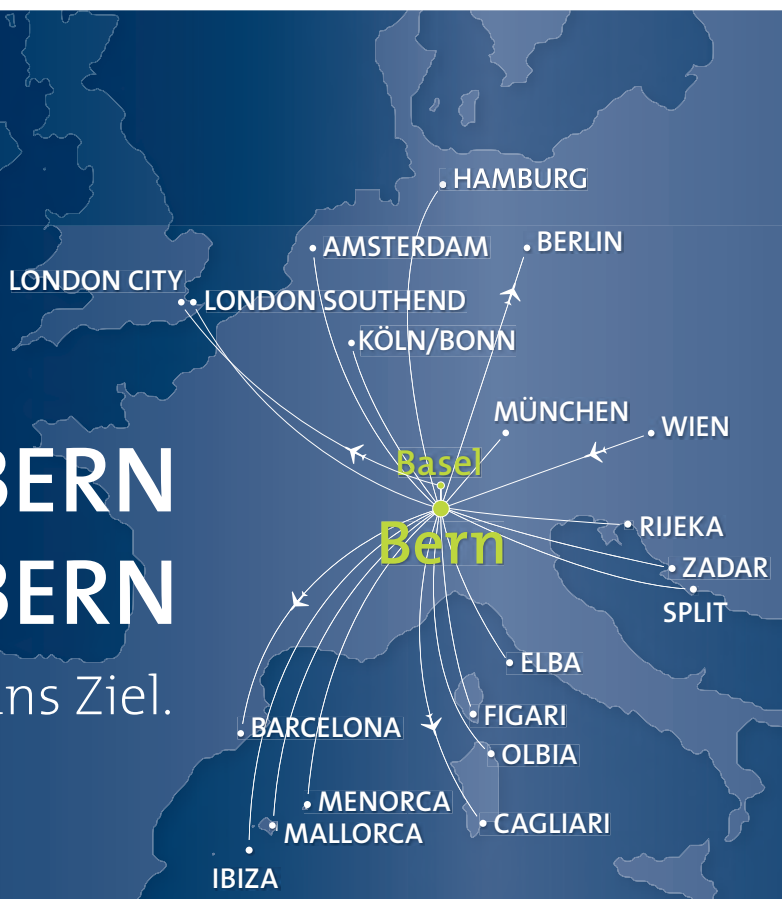 HAMBURG
AMSTERDAM
BERLIN
LONDON CITY
LONDON SOUTHEND
KÖLN/BONN
MÜNCHEN
WIEN
Basel
BERN
Bern
RIJEKA
BERN
ZADAR
SPLIT
ELBA
ns Ziel.
FIGARI
BARCELONA
OLBIA
MENORCA
MALLORCA
CAGLIARI
IBIZA